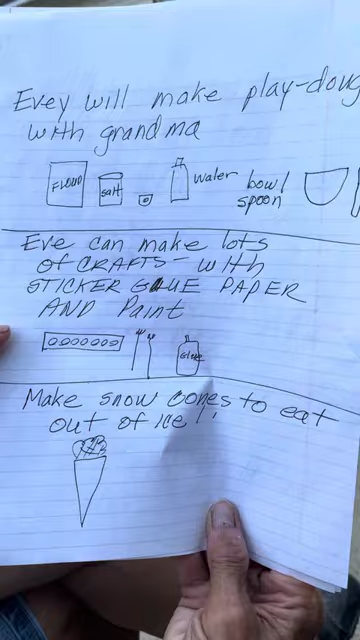 Evey will make play-doug
with grandma
FLOUD
salt
water
bowl
spoon
Eve can make lots
of CRAFTS - with
STICKER GLUE PAPER
AND Paint
Glue
Make snow cones to eat
out of ice!'